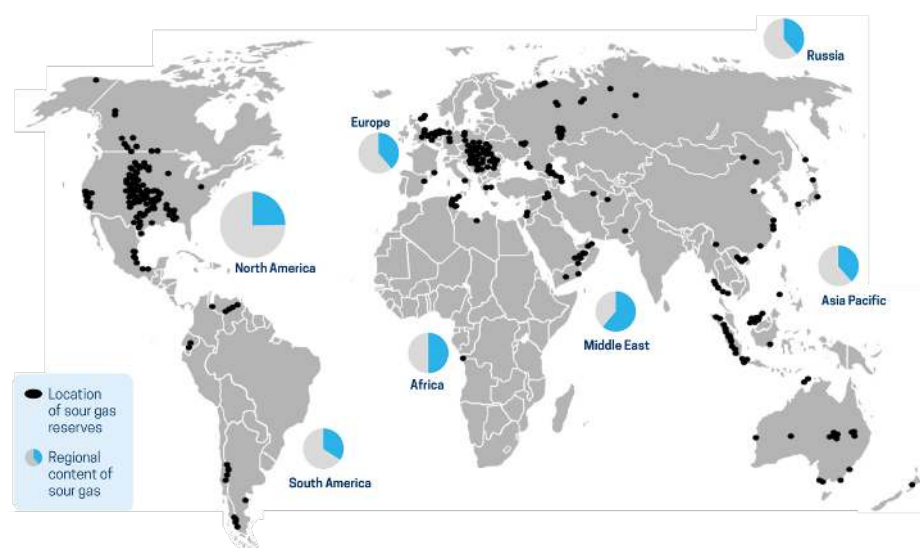 Russia
Europe
North America
Asia Pacific
Middle East
Africa
South America
Location
of sour gas
reserves
Regional
content of
sour gas